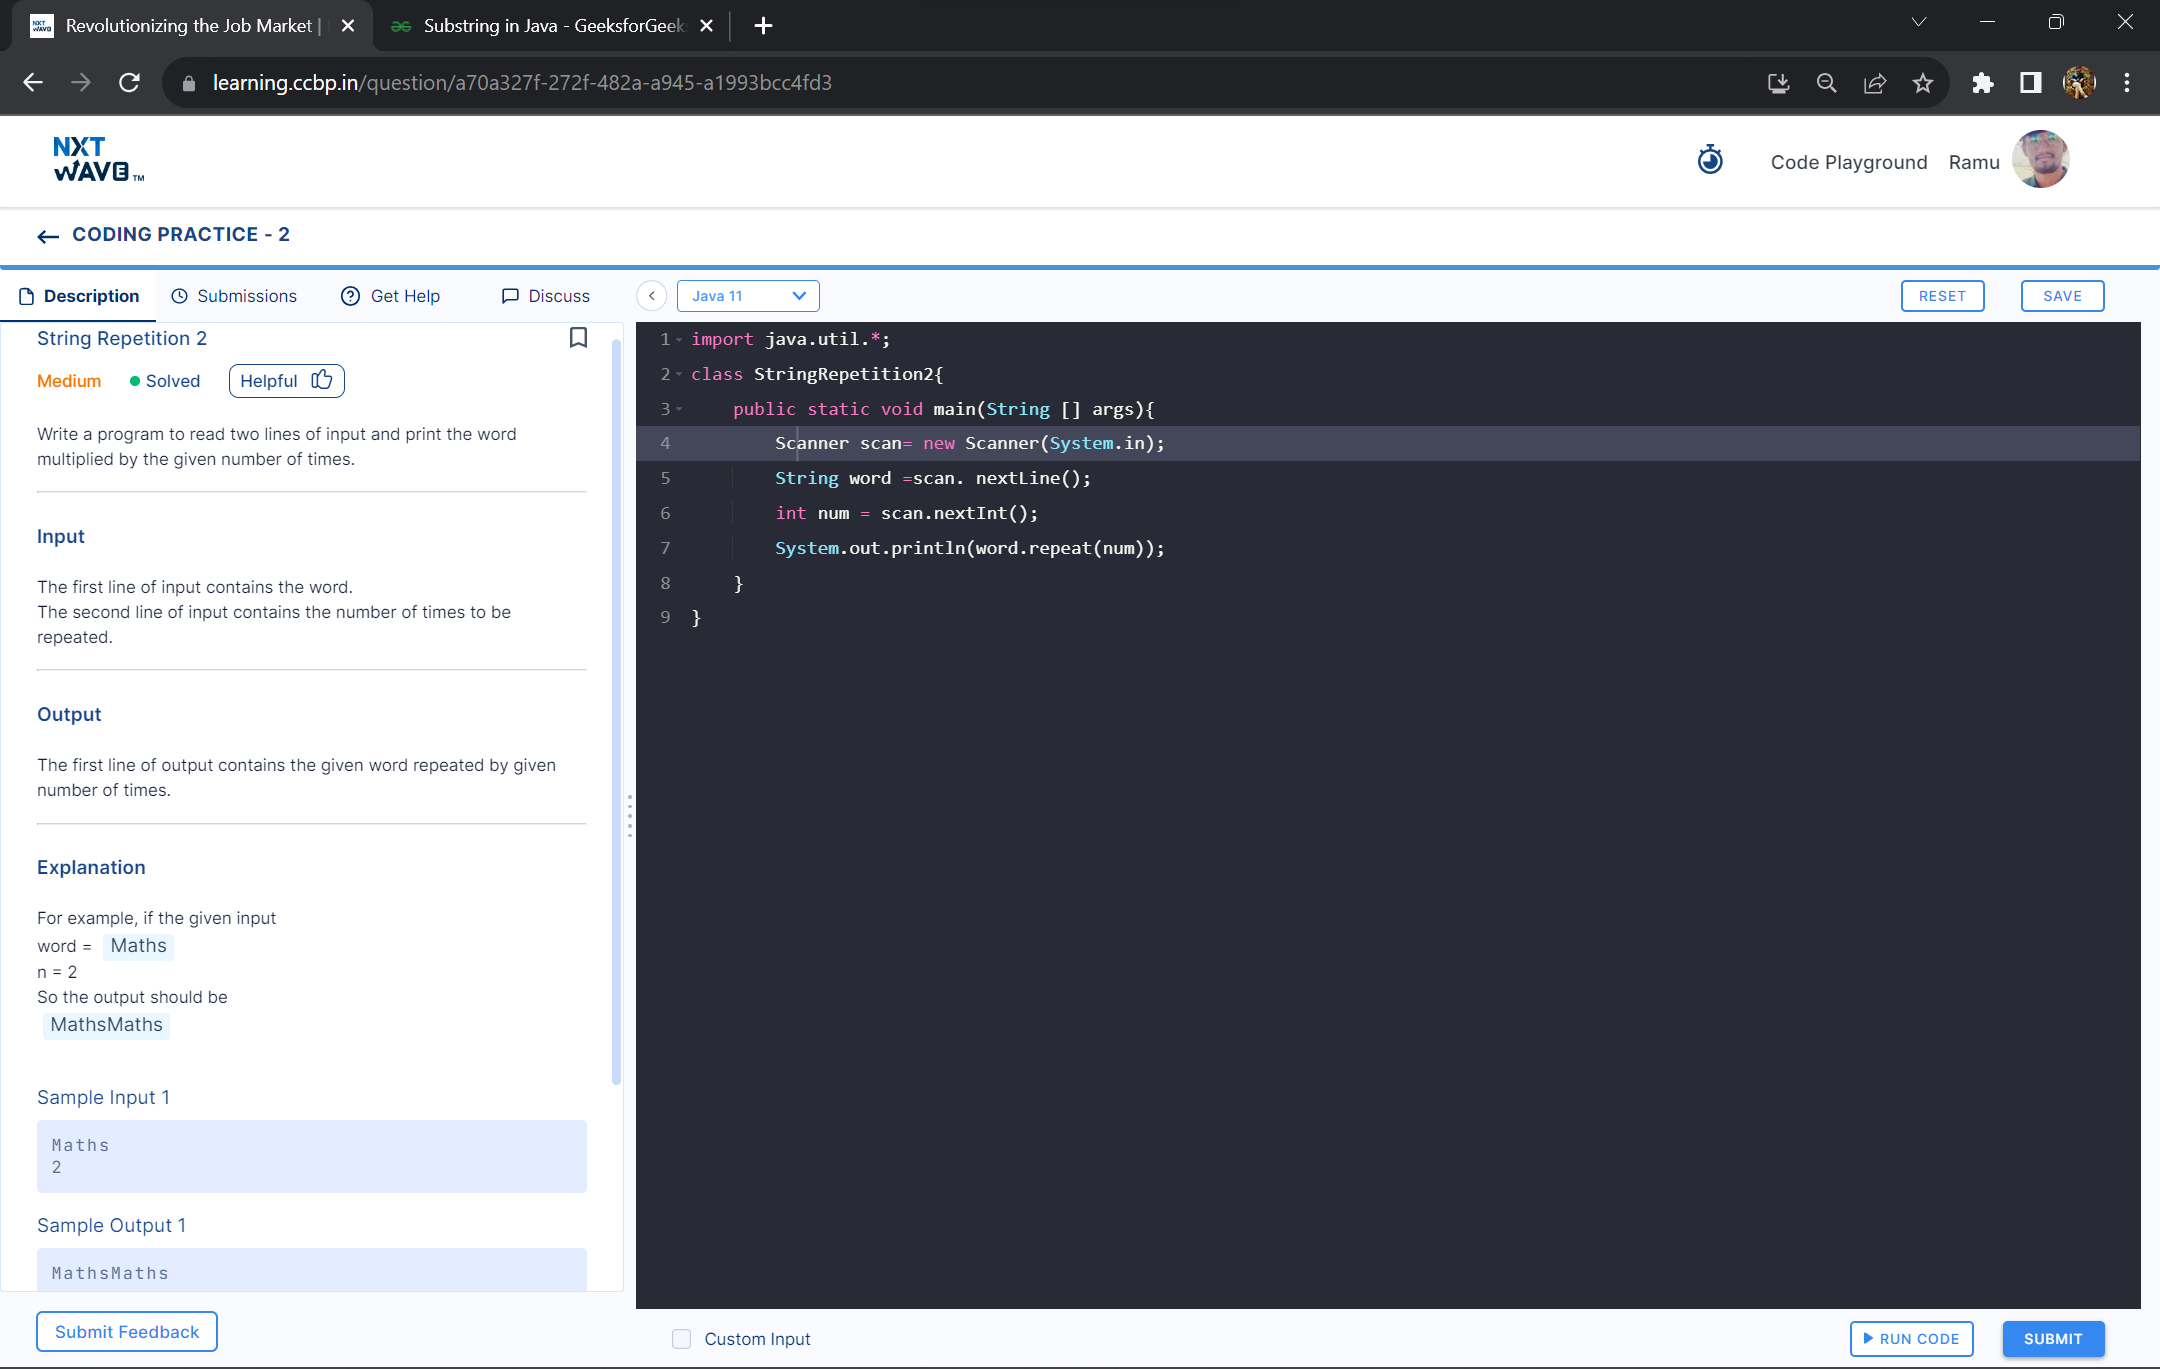 Revolutionizing the Job Market |
Substring in Java - GeeksforGeek
learning.ccbp.in/question/a70a327f-272f-482a-a945-a1993bcc4fd3
NXT
WAVE TM
Code Playground
Ramu
CODING PRACTICE - 2
Description
Submissions
Get Help
Discuss
Java 11
RESET
SAVE
String Repetition 2
Medium
Solved
Helpful
Write a program to read two lines of input and print the word
multiplied by the given number of times.
Input
The first line of input contains the word.
The second line of input contains the number of times to be
repeated.
Output
The first line of output contains the given word repeated by given
number of times.
Explanation
For example, if the given input
word = Maths
n = 2
So the output should be
MathsMaths
Sample Input 1
Maths
2
Sample Output 1
MathsMaths
Submit Feedback
1 import java.util.*;
2 class StringRepetition2{
3 public static void main(String [] args){
4 Scanner scan= new Scanner(System.in);
5 String word =scan. nextLine();
6 int num = scan.nextInt();
7 System.out.println(word.repeat(num));
8 }
9 }
Custom Input
RUN CODE
SUBMIT